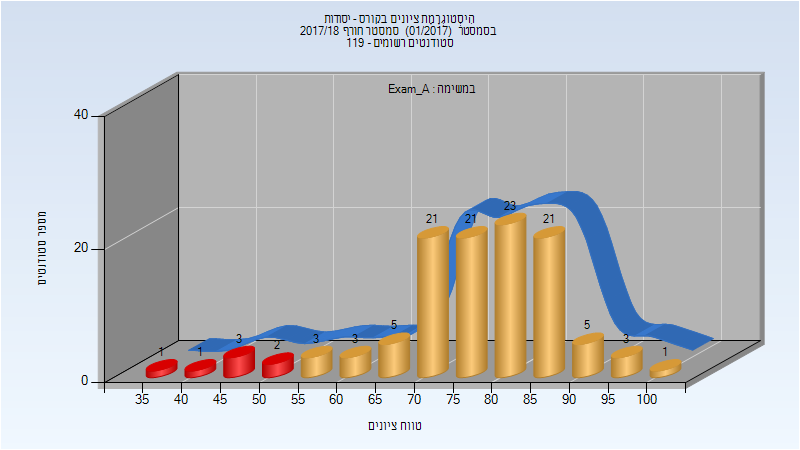 היסטוגרמת ציונים בקורס - יסודות
בסמסטר (01/2017) סמסטר חורף 2017/18
סטודנטים רשומים - 119
במשימה : Exam_A
מספר סטודנטים
40
20
0
1
1
3
2
3
3
5
21
21
23
21
5
3
1
35 40 45 50 55 60 65 70 75 80 85 90 95 100
טווח ציונים